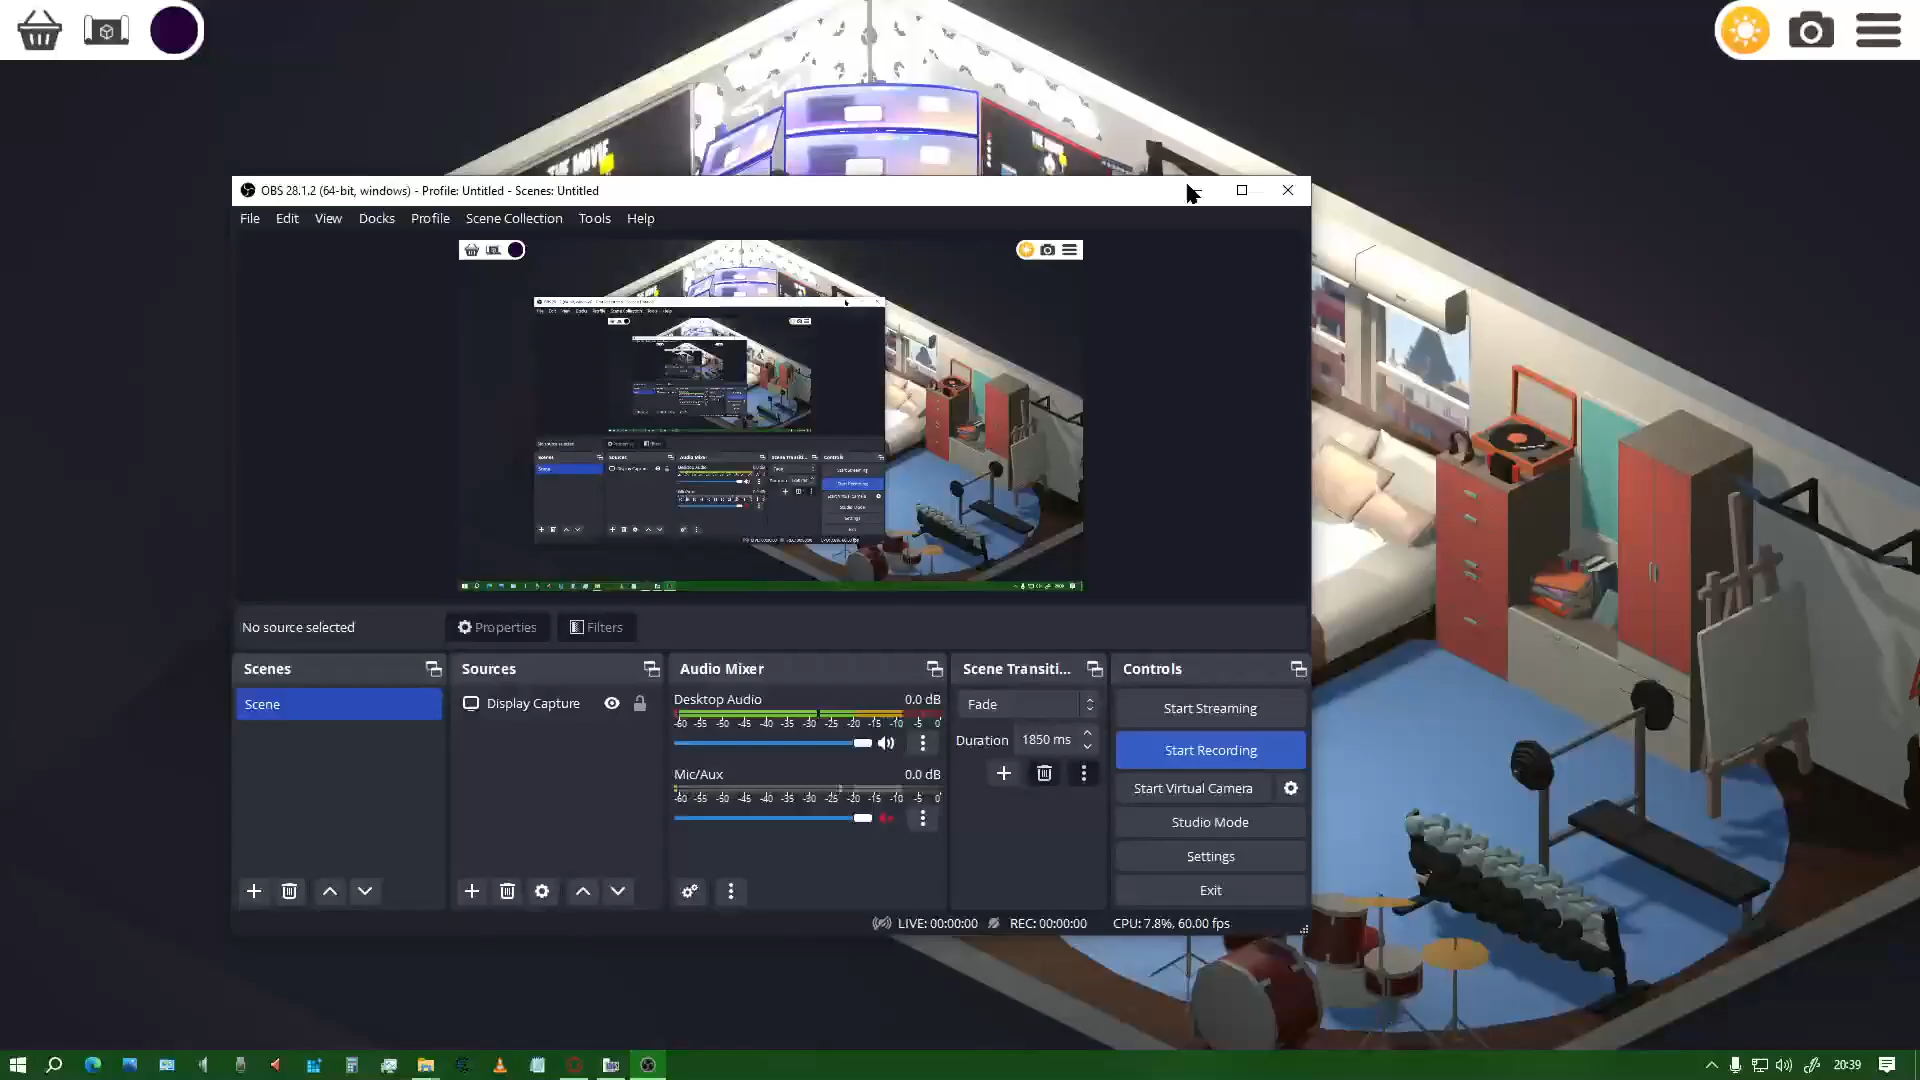 THE MOVIE
OBS 28.1.2 (64-bit, windows) - Profile: Untitled - Scenes: Untitled
File Edit View Docks Profile Scene Collection Tools Help
No source selected Properties Filters
Scenes Sources Audio Mixer Scene Transiti... Controls
Scene
Display Capture
Desktop Audio 0.0 dB
-60 -55 -50 -45 -40 -35 -30 -25 -20 -15 -10 -5 0
Mic/Aux 0.0 dB
-60 -55 -50 -45 -40 -35 -30 -25 -20 -15 -10 -5 0
Fade
Duration 1850 ms
Start Streaming
Start Recording
Start Virtual Camera
Studio Mode
Settings
Exit
LIVE: 00:00:00 REC: 00:00:00 CPU: 7.8%, 60.00 fps
20:39